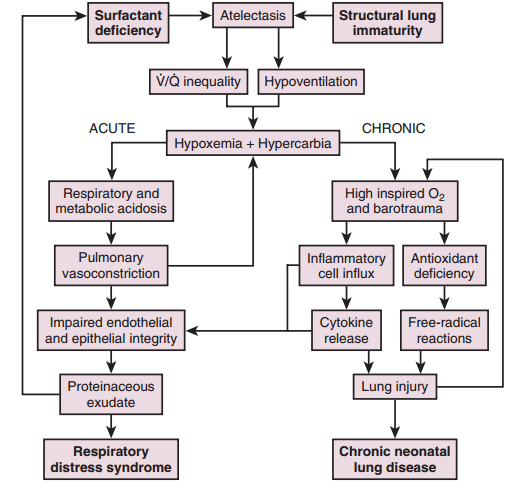 Surfactant
deficiency
Atelectasis
Structural lung
immaturity
V̇/Q̇ inequality
Hypoventilation
ACUTE
CHRONIC
Hypoxemia + Hypercarbia
Respiratory and
metabolic acidosis
High inspired O₂
and barotrauma
Pulmonary
vasoconstriction
Inflammatory
cell influx
Antioxidant
deficiency
Impaired endothelial
and epithelial integrity
Cytokine
release
Free-radical
reactions
Proteinaceous
exudate
Lung injury
Respiratory
distress syndrome
Chronic neonatal
lung disease